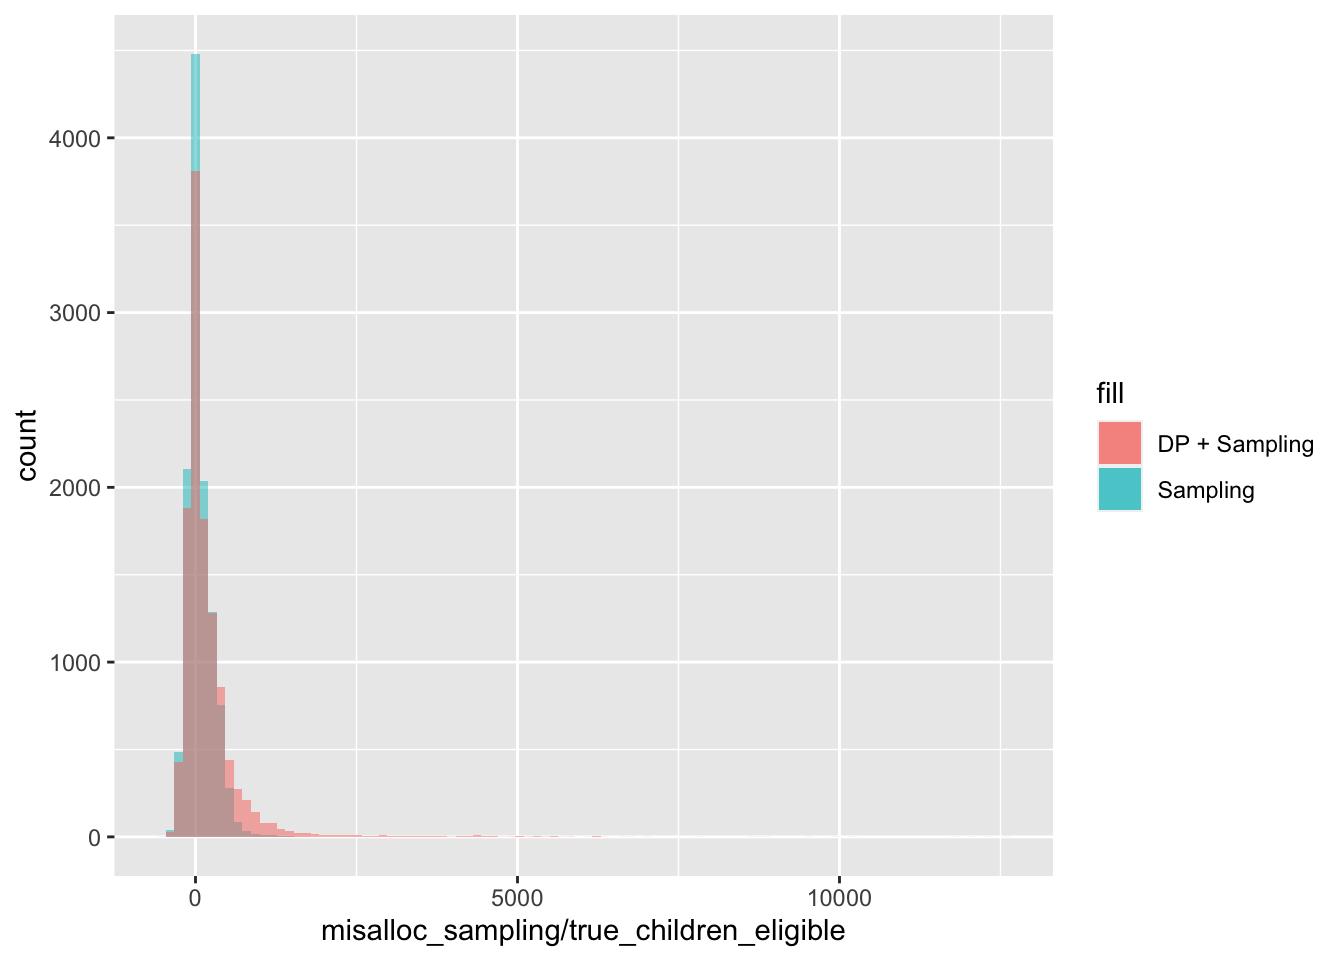 4000
3000
2000
1000
0
count
0 5000 10000
misalloc_sampling/true_children_eligible
fill
DP + Sampling
Sampling